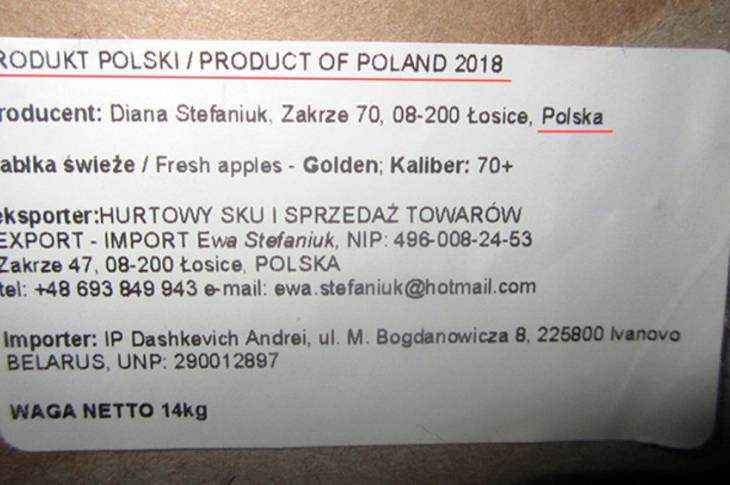 RODUKT POLSKI / PRODUCT OF POLAND 2018
roducent: Diana Stefaniuk, Zakrze 70, 08-200 Łosice, Polska
abłka świeże / Fresh apples - Golden; Kaliber: 70+
eksporter:HURTOWY SKU I SPRZEDAŻ TOWARÓW
EXPORT - IMPORT Ewa Stefaniuk, NIP: 496-008-24-53
Zakrze 47, 08-200 Łosice, POLSKA
tel: +48 693 849 943 e-mail: ewa.stefaniuk@hotmail.com
Importer: IP Dashkevich Andrei, ul. M. Bogdanowicza 8, 225800 Ivanovo
BELARUS, UNP: 290012897
WAGA NETTO 14kg